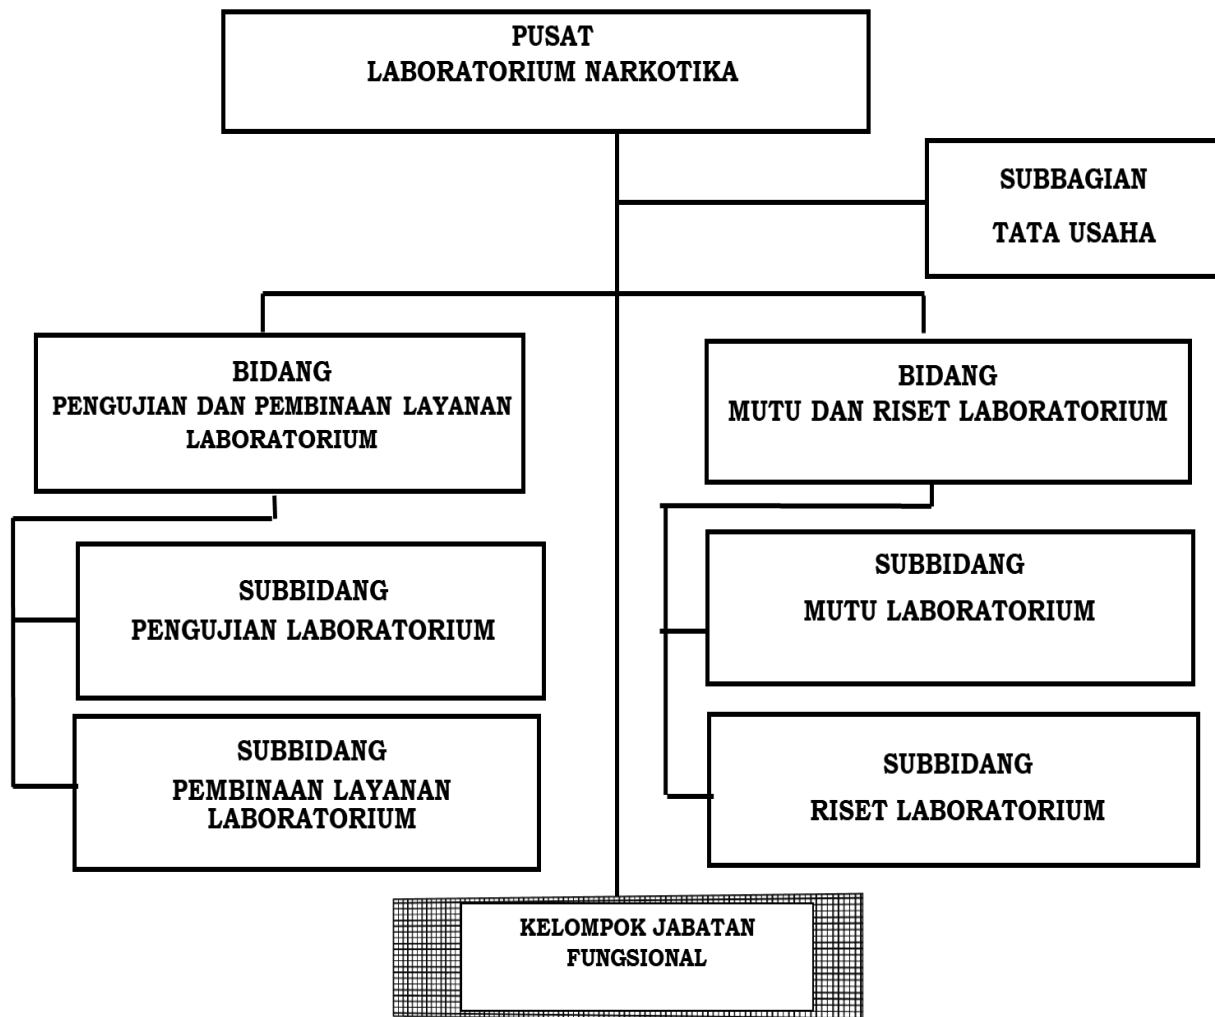 PUSAT
LABORATORIUM NARKOTIKA
SUBBAGIAN
TATA USAHA
BIDANG
PENGUJIAN DAN PEMBINAAN LAYANAN
LABORATORIUM
BIDANG
MUTU DAN RISET LABORATORIUM
SUBBIDANG
PENGUJIAN LABORATORIUM
SUBBIDANG
MUTU LABORATORIUM
SUBBIDANG
PEMBINAAN LAYANAN
LABORATORIUM
SUBBIDANG
RISET LABORATORIUM
KELOMPOK JABATAN
FUNGSIONAL